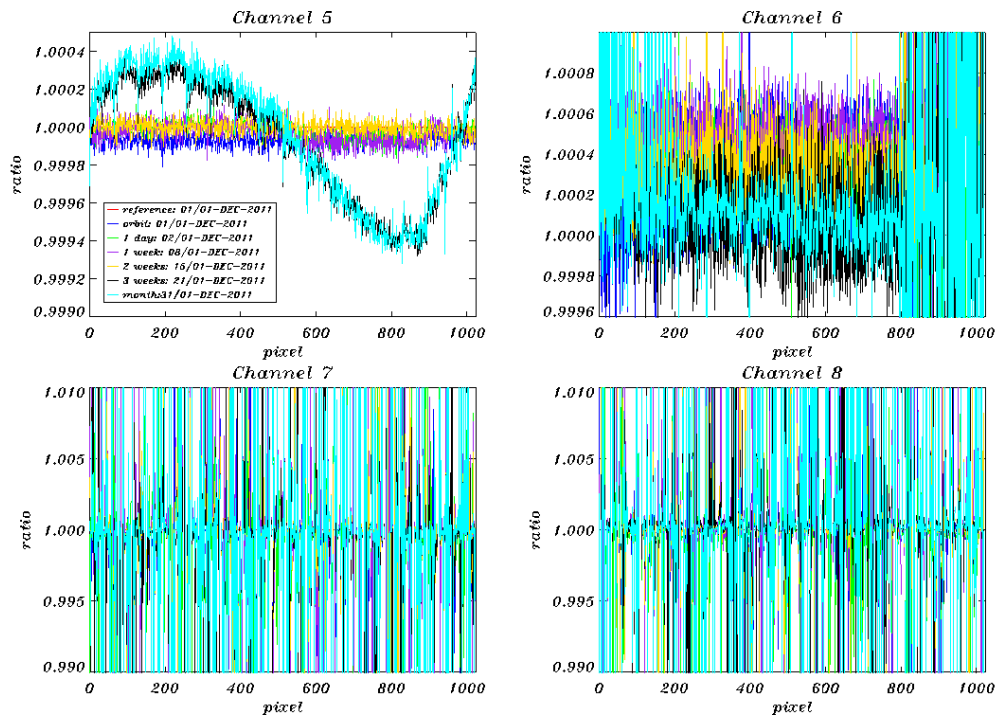 Channel 5
1.0004
1.0002
1.0000
0.9998
0.9996
0.9994
0.9992
0.9990
ratio
reference: 01/01-DEC-2011
orbit: 01/01-DEC-2011
1 day: 02/01-DEC-2011
1 week: 08/01-DEC-2011
2 weeks: 15/01-DEC-2011
3 weeks: 21/01-DEC-2011
month:31/01-DEC-2011
0 200 400 600 800 1000
pixel
Channel 6
1.0008
1.0006
1.0004
1.0002
1.0000
0.9998
0.9996
ratio
0 200 400 600 800 1000
pixel
Channel 7
1.010
1.005
1.000
0.995
0.990
ratio
0 200 400 600 800 1000
pixel
Channel 8
1.010
1.005
1.000
0.995
0.990
ratio
0 200 400 600 800 1000
pixel